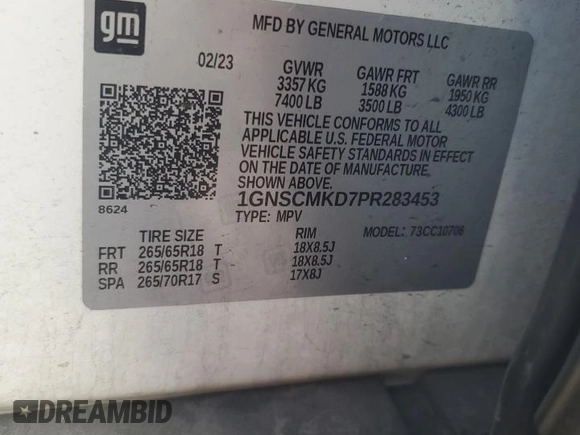 gm
MFD BY GENERAL MOTORS LLC
02/23 GVWR GAWR FRT GAWR RR
3357 KG 1588 KG 1950 KG
7400 LB 3500 LB 4300 LB
THIS VEHICLE CONFORMS TO ALL
APPLICABLE U.S. FEDERAL MOTOR
VEHICLE SAFETY STANDARDS IN EFFECT
ON THE DATE OF MANUFACTURE
SHOWN ABOVE.
8624
1GNSCMKD7PR283453
TYPE: MPV MODEL: 73CC10706
TIRE SIZE RIM
FRT 265/65R18 T 18X8.5J
RR 265/65R18 T 18X8.5J
SPA 265/70R17 S 17X8J
DREAMBID